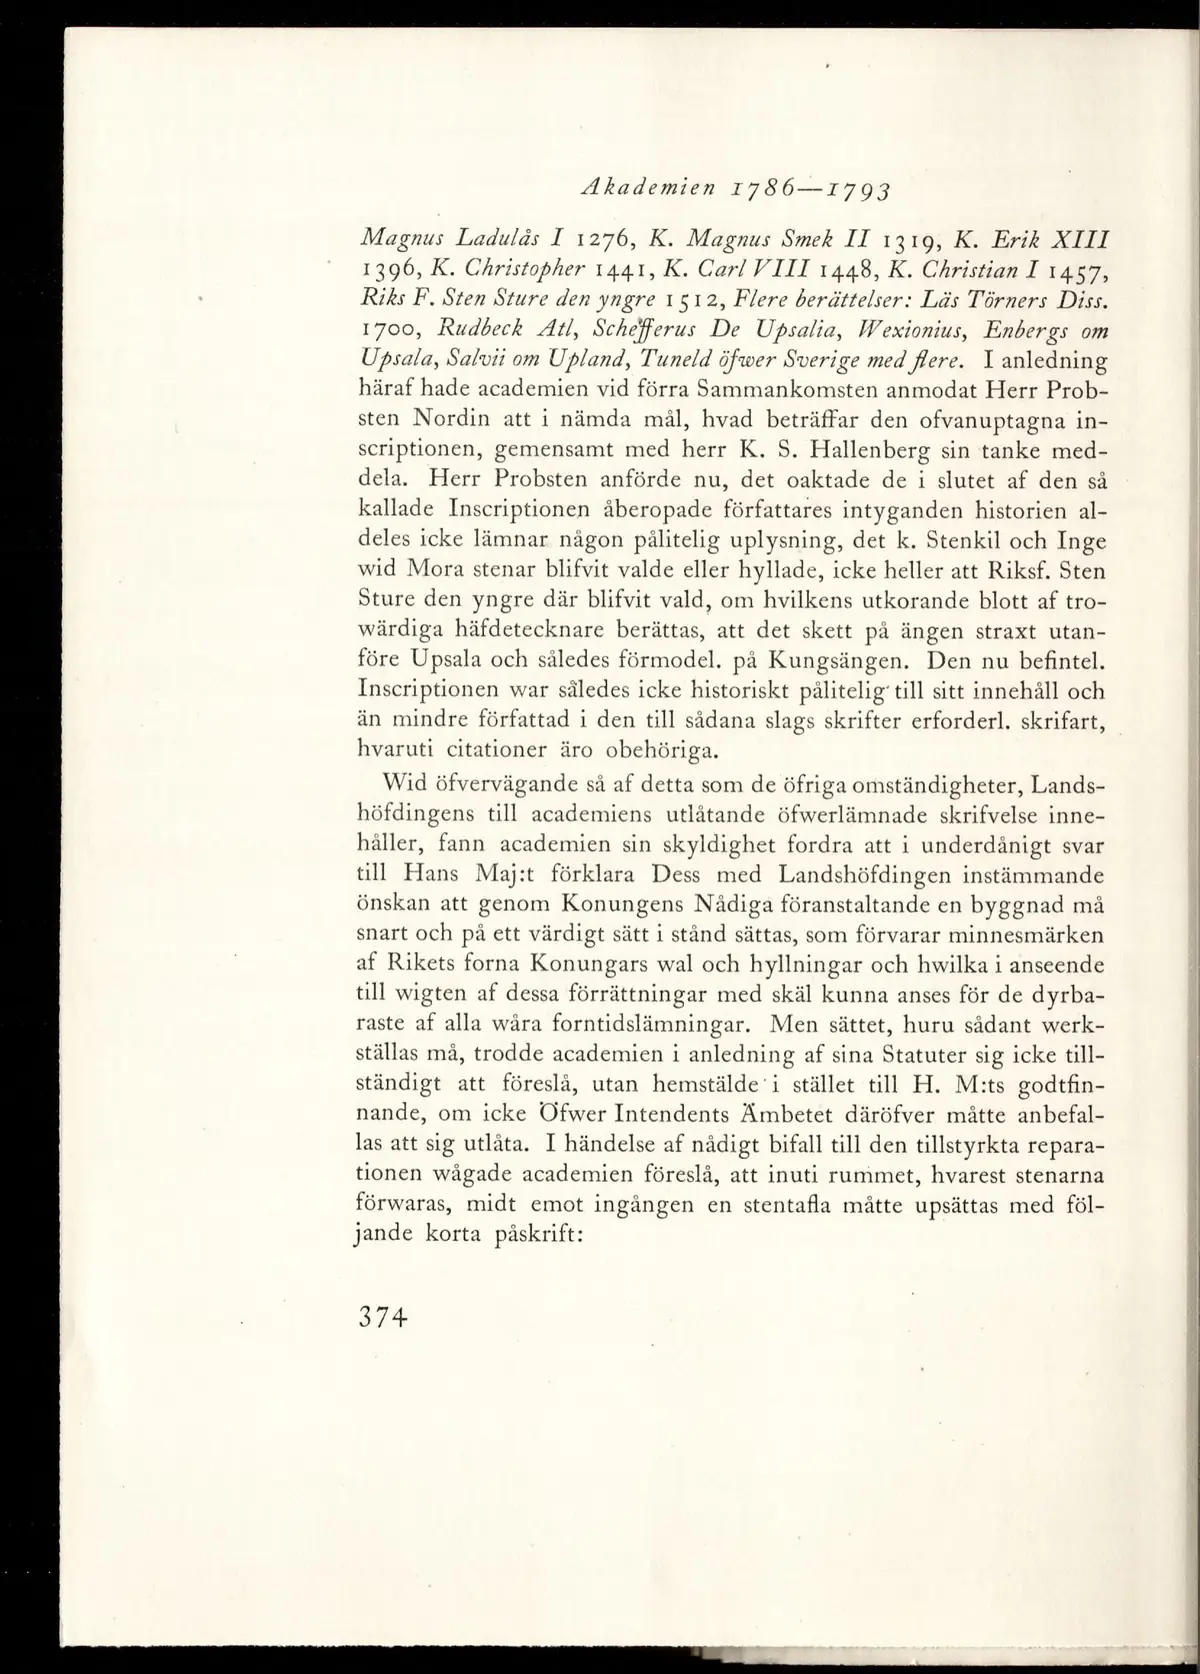 Akademien 1786—1793
Magnus Ladulås I 1276, K. Magnus Smek II 1319, K. Erik XIII
1396, K. Christopher 1441, K. Carl VIII 1448, K. Christian I 1457,
Riks F. Sten Sture den yngre 1512, Flere berättelser: Läs Törners Diss.
1700, Rudbeck Atl, Schefferus De Upsalia, Wexionius, Enbergs om
Upsala, Salvii om Upland, Tuneld öfwer Sverige med flere. I anledning
häraf hade academien vid förra Sammankomsten anmodat Herr Prob-
sten Nordin att i nämda mål, hvad beträffar den ofvanuptagna in-
scriptionen, gemensamt med herr K. S. Hallenberg sin tanke med-
dela. Herr Probsten anförde nu, det oaktade de i slutet af den så
kallade Inscriptionen åberopade författares intyganden historien al-
deles icke lämnar någon pålitelig uplysning, det k. Stenkil och Inge
wid Mora stenar blifvit valde eller hyllade, icke heller att Riksf. Sten
Sture den yngre där blifvit vald, om hvilkens utkorande blott af tro-
wärdiga häfdetecknare berättas, att det skett på ängen straxt utan-
före Upsala och således förmodel. på Kungsängen. Den nu befintel.
Inscriptionen war således icke historiskt pålitelig till sitt innehåll och
än mindre författad i den till sådana slags skrifter erforderl. skrifart,
hvaruti citationer äro obehöriga.
Wid öfvervägande så af detta som de öfriga omständigheter, Lands-
höfdingens till academiens utlåtande öfwerlämnade skrifvelse inne-
håller, fann academien sin skyldighet fordra att i underdånigt svar
till Hans Maj:t förklara Dess med Landshöfdingen instämmande
önskan att genom Konungens Nådiga föranstaltande en byggnad må
snart och på ett värdigt sätt i stånd sättas, som förvarar minnesmärken
af Rikets forna Konungars wal och hyllningar och hwilka i anseende
till wigten af dessa förrättningar med skäl kunna anses för de dyrba-
raste af alla wåra forntidslämningar. Men sättet, huru sådant werk-
ställas må, trodde academien i anledning af sina Statuter sig icke till-
ständigt att föreslå, utan hemstälde i stället till H. M:ts godtfin-
nande, om icke Öfwer Intendents Ämbetet däröfver måtte anbefal-
las att sig utlåta. I händelse af nådigt bifall till den tillstyrkta repara-
tionen wågade academien föreslå, att inuti rummet, hvarest stenarna
förwaras, midt emot ingången en stentafla måtte upsättas med föl-
jande korta påskrift:
374